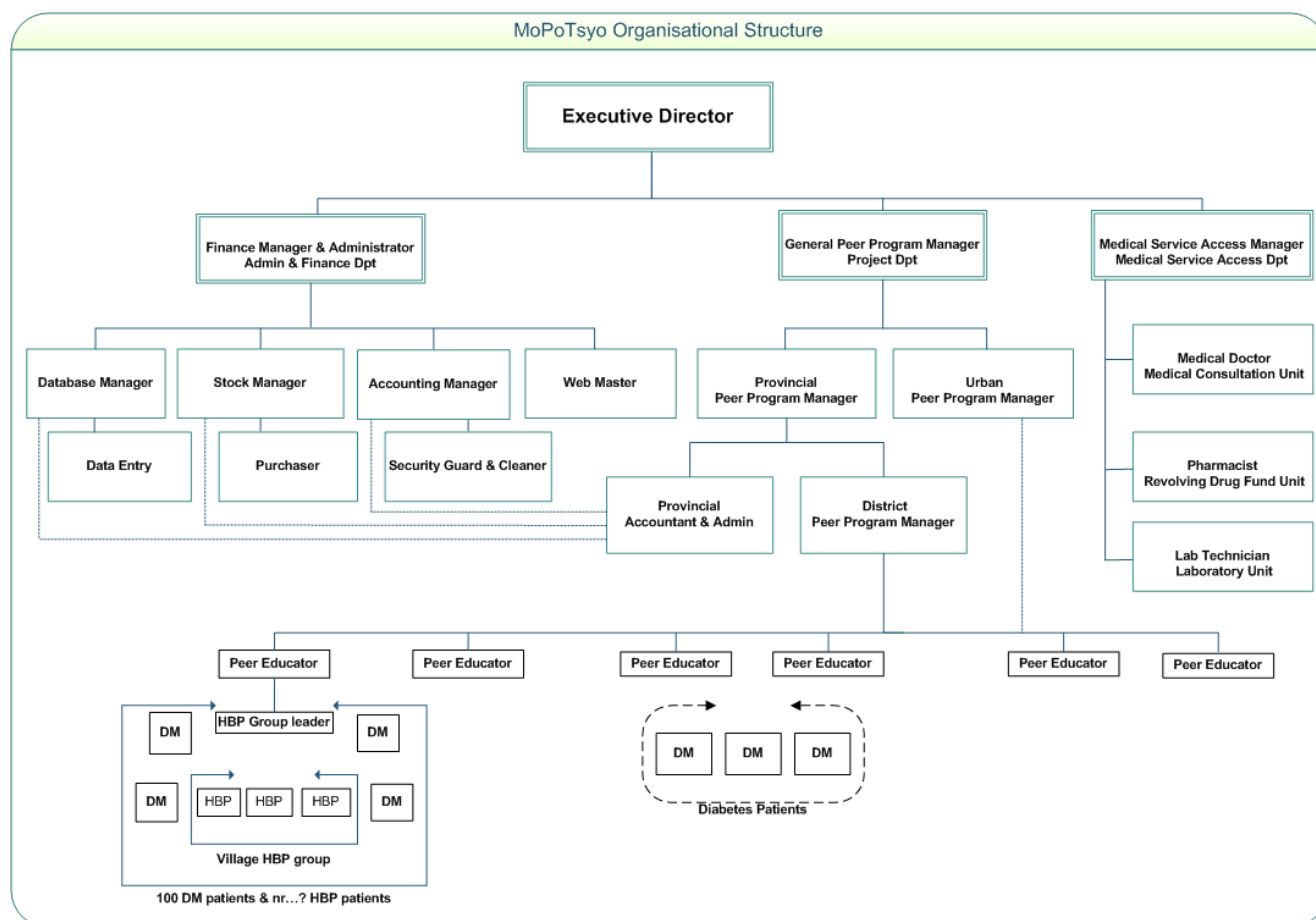 MoPoTsyo Organisational Structure
Executive Director
Finance Manager & Administrator
Admin & Finance Dpt
General Peer Program Manager
Project Dpt
Medical Service Access Manager
Medical Service Access Dpt
Database Manager
Stock Manager
Accounting Manager
Web Master
Provincial
Peer Program Manager
Urban
Peer Program Manager
Medical Doctor
Medical Consultation Unit
Data Entry
Purchaser
Security Guard & Cleaner
Pharmacist
Revolving Drug Fund Unit
Provincial
Accountant & Admin
District
Peer Program Manager
Lab Technician
Laboratory Unit
Peer Educator
Peer Educator
Peer Educator
Peer Educator
Peer Educator
Peer Educator
HBP Group leader
DM
DM
DM
DM
DM
DM
HBP
HBP
HBP
DM
Diabetes Patients
Village HBP group
100 DM patients & nr...? HBP patients